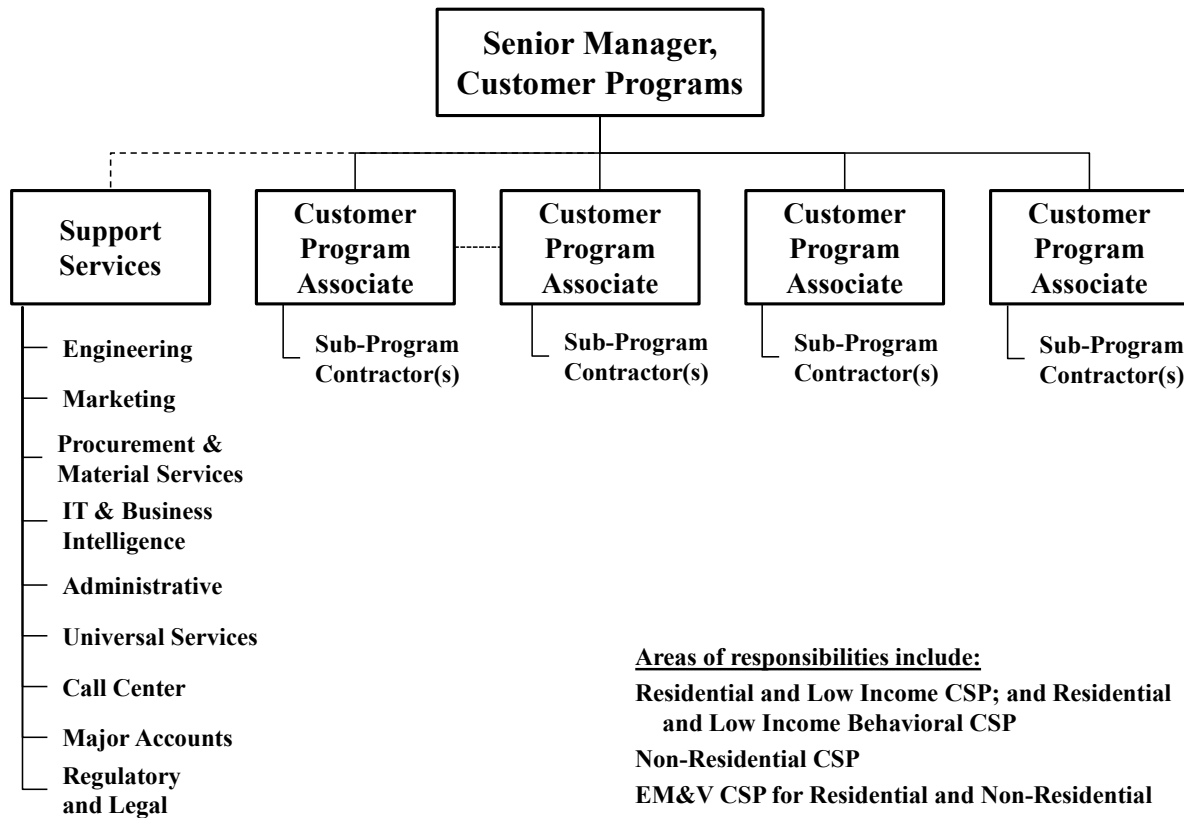 Senior Manager,
Customer Programs
Support
Services
Customer
Program
Associate
Customer
Program
Associate
Customer
Program
Associate
Customer
Program
Associate
Engineering
Marketing
Procurement &
Material Services
IT & Business
Intelligence
Administrative
Universal Services
Call Center
Major Accounts
Regulatory
and Legal
Sub-Program
Contractor(s)
Sub-Program
Contractor(s)
Sub-Program
Contractor(s)
Sub-Program
Contractor(s)
Areas of responsibilities include:
Residential and Low Income CSP; and Residential
and Low Income Behavioral CSP
Non-Residential CSP
EM&V CSP for Residential and Non-Residential